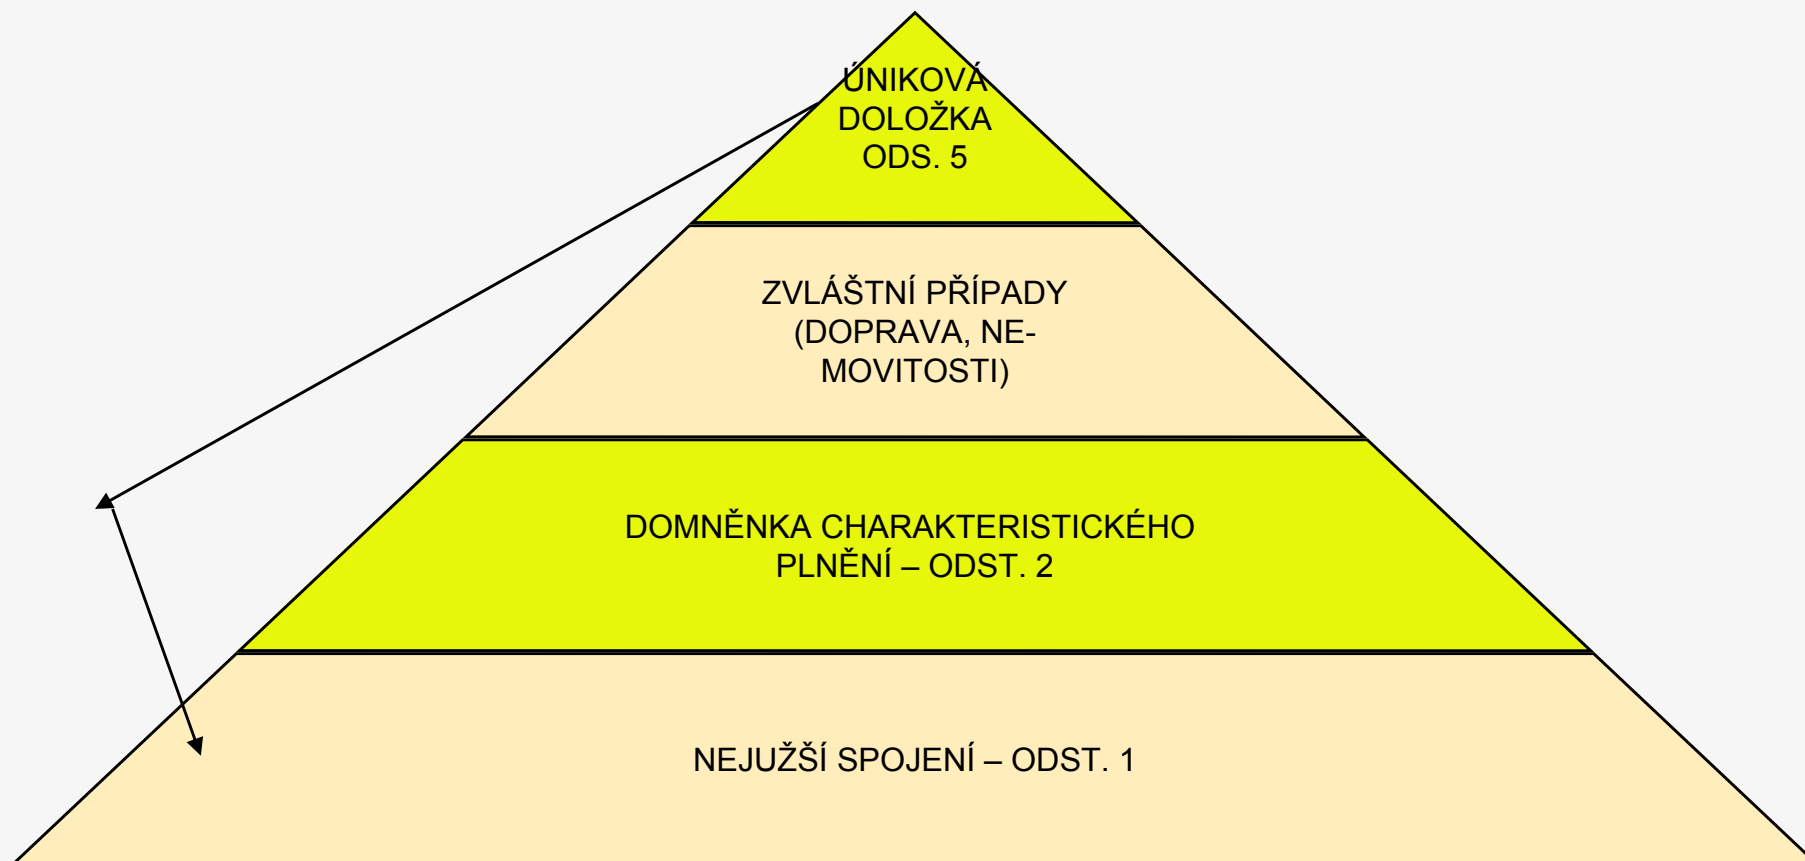 ÚNIKOVÁ
DOLOŽKA
ODS. 5
ZVLÁŠTNÍ PŘÍPADY
(DOPRAVA, NE-
MOVITOSTI)
DOMNĚNKA CHARAKTERISTICKÉHO
PLNĚNÍ – ODST. 2
NEJUŽŠÍ SPOJENÍ – ODST. 1